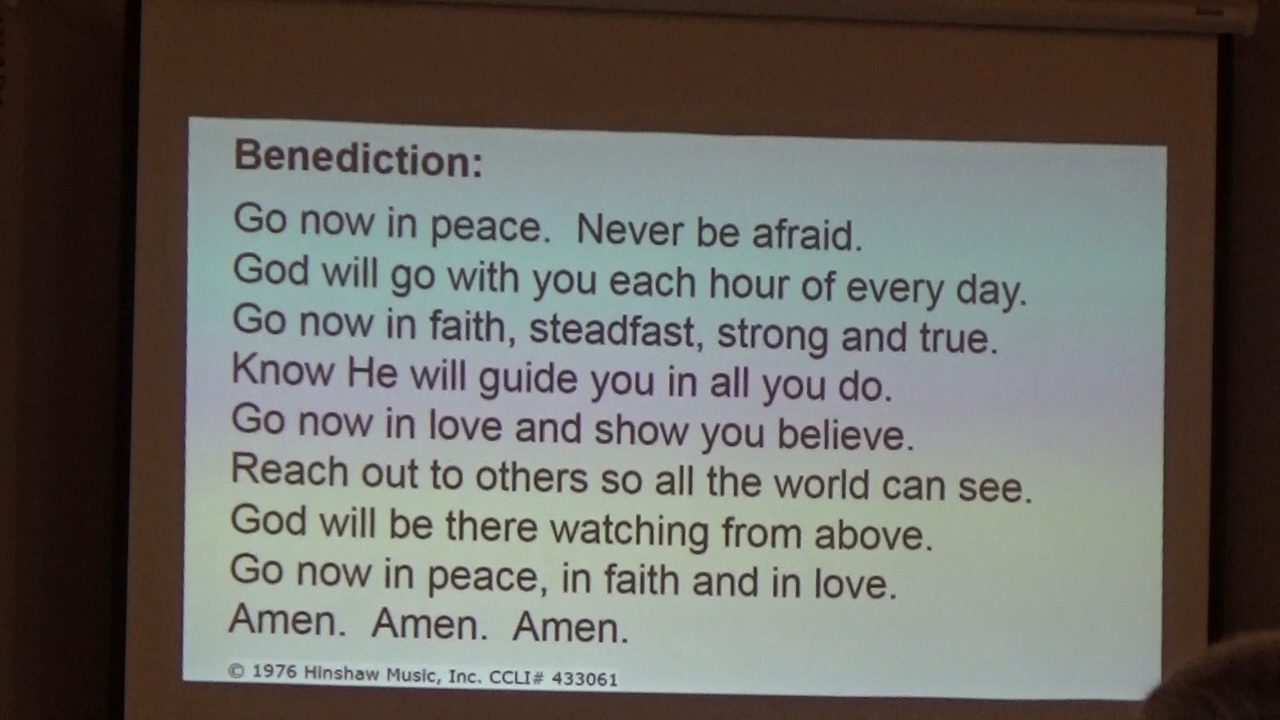 Benediction:
Go now in peace.  Never be afraid.
God will go with you each hour of every day.
Go now in faith, steadfast, strong and true.
Know He will guide you in all you do.
Go now in love and show you believe.
Reach out to others so all the world can see.
God will be there watching from above.
Go now in peace, in faith and in love.
Amen.  Amen.  Amen.
© 1976 Hinshaw Music, Inc. CCLI# 433061